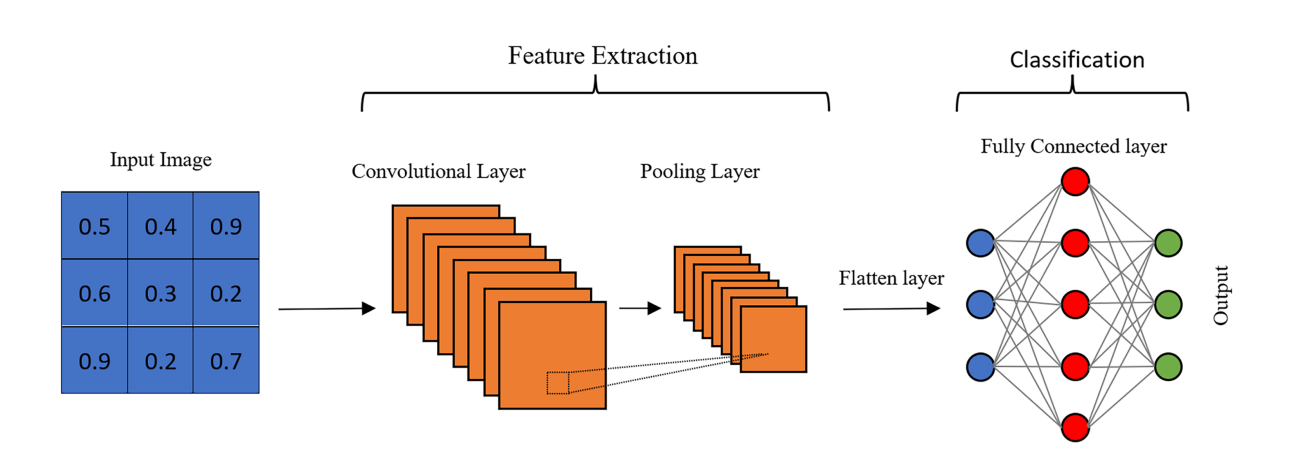 Feature Extraction
Classification
Input Image
Convolutional Layer
Pooling Layer
Fully Connected layer
0.5 0.4 0.9
0.6 0.3 0.2
0.9 0.2 0.7
Flatten layer
Output